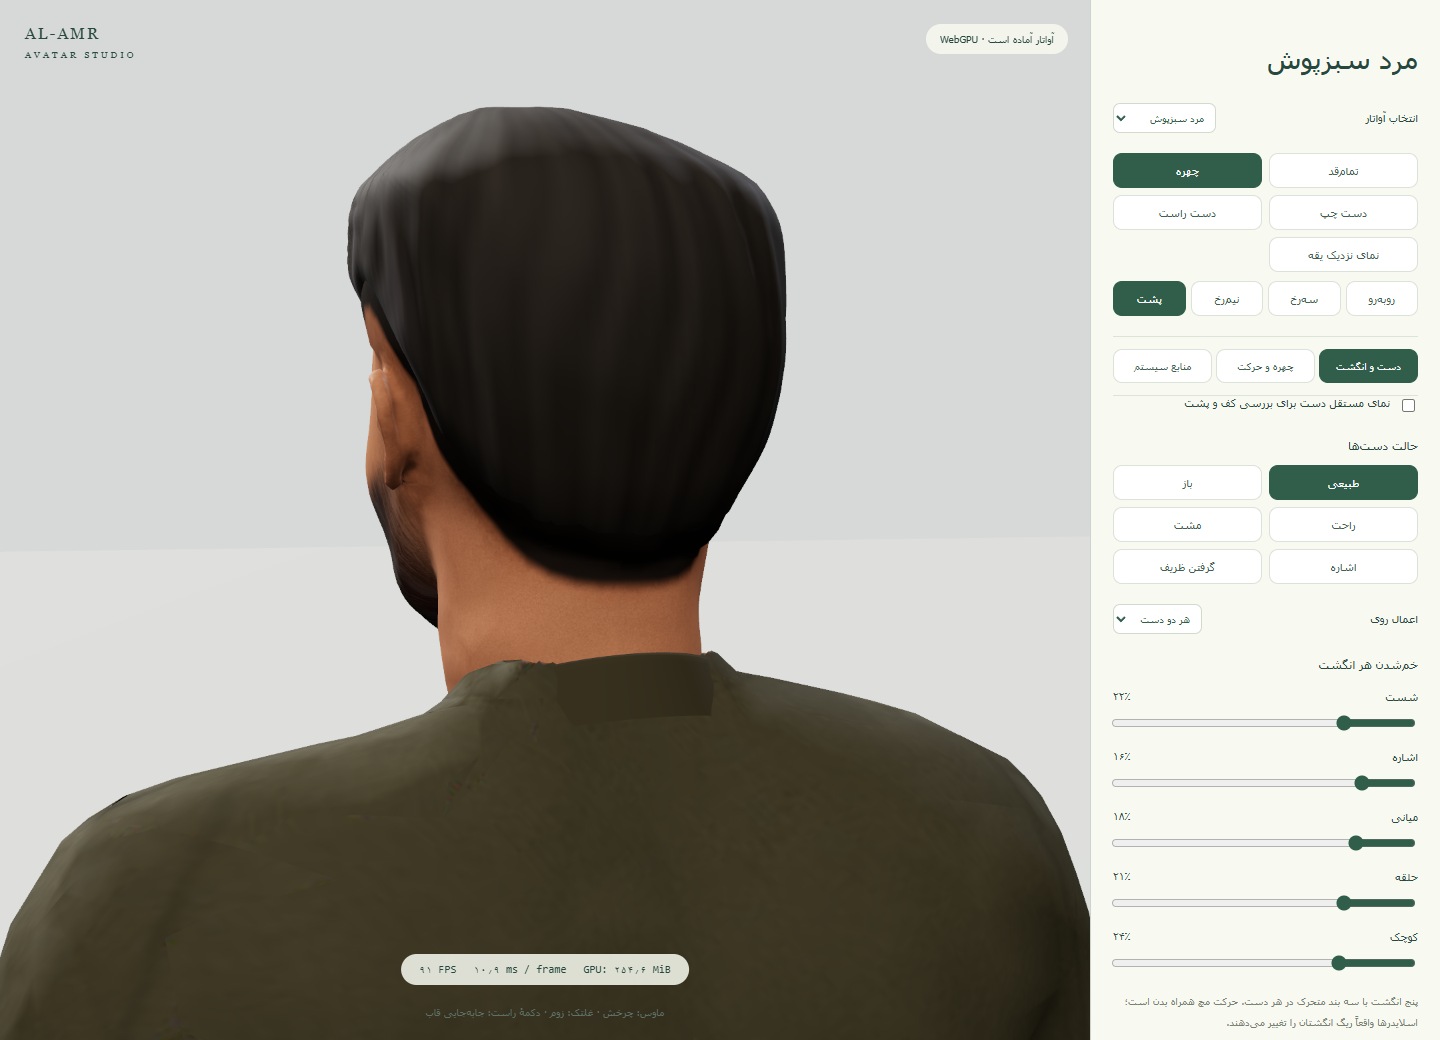 AL-AMR
AVATAR STUDIO
آواتار آماده است · WebGPU
مرد سبزپوش
انتخاب آواتار
مرد سبزپوش
تمام‌قد
چهره
دست چپ
دست راست
نمای نزدیک یقه
روبه‌رو
سه‌رخ
نیم‌رخ
پشت
دست و انگشت
چهره و حرکت
منابع سیستم
نمای مستقل دست برای بررسی کف و پشت
حالت دست‌ها
طبیعی
باز
راحت
مشت
اشاره
گرفتن ظریف
اعمال روی
هر دو دست
خم‌شدن هر انگشت
شست
۲۲٪
اشاره
۱۶٪
میانی
۱۸٪
حلقه
۲۱٪
کوچک
۲۴٪
پنج انگشت با سه بند متحرک در هر دست. حرکت مچ همراه بدن است؛
اسلایدرها واقعاً ریگ انگشتان را تغییر می‌دهند.
۹۱ FPS ۱۰٫۹ ms / frame GPU: ۲۵۴٫۶ MiB
ماوس: چرخش · غلتک: زوم · دکمهٔ راست: جابه‌جایی قاب